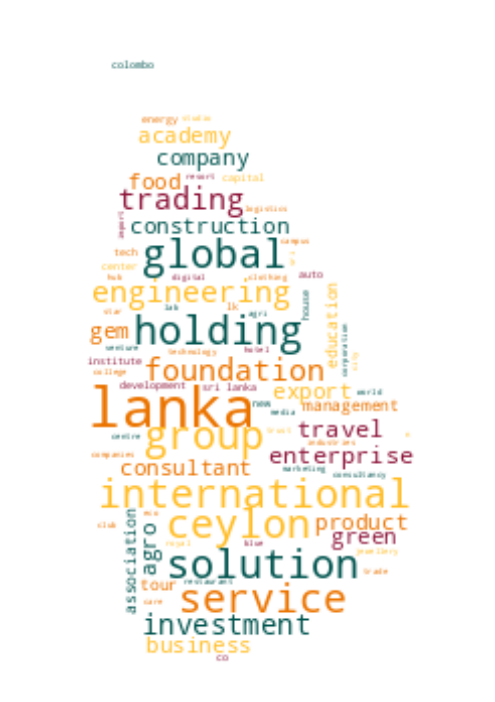 colombo
energy studio
academy
company
food resort capital
trading logistics
import
construction
campus
global
tech
center
hub digital clothing auto
engineering
star lab lk agri house education
gem holding corporation
venture technology hotel city
institute
college foundation
development sri lanka export world
lanka new management
media
centre group trust travel
industries
companies enterprise
consultant marketing consultancy
international
association agro eco ceylon product
club green
royal blue jewellery
solution
tour restaurant trade
care service
investment
business
co